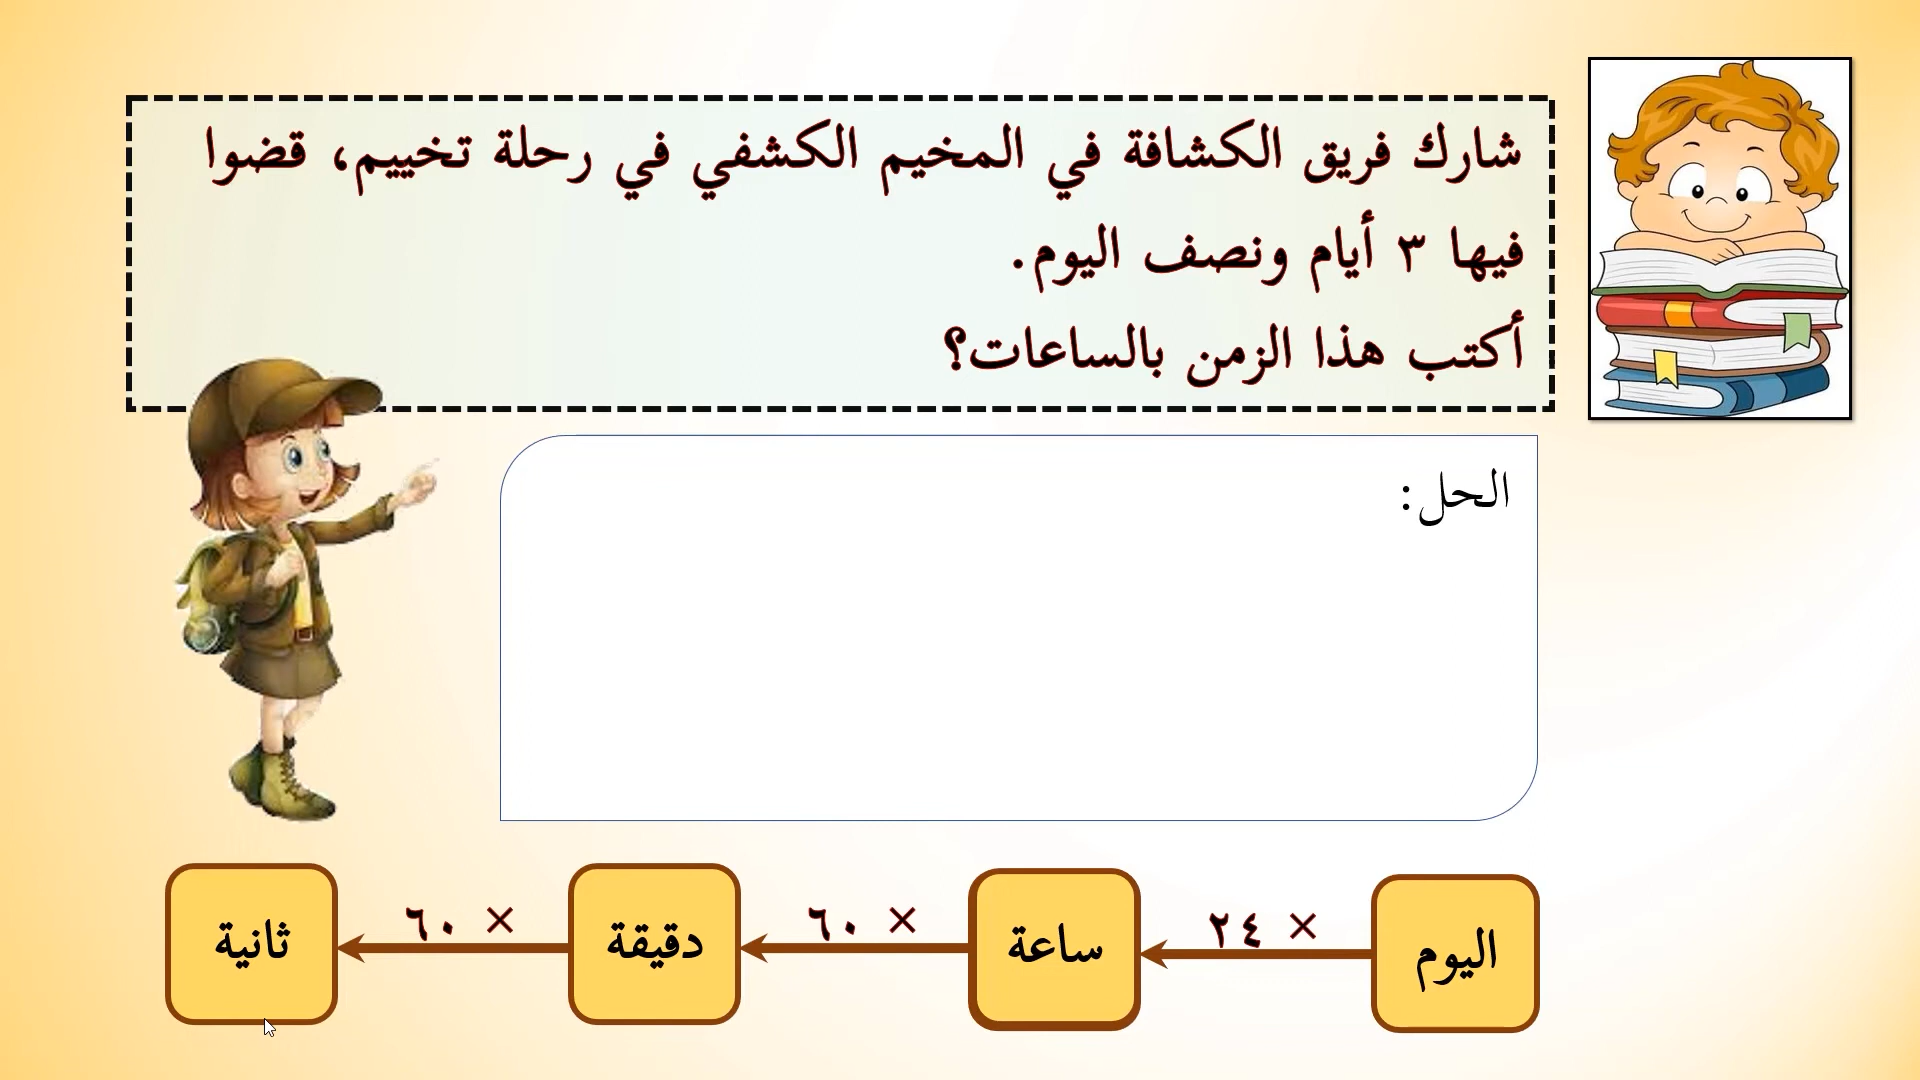 شارك فريق الكشافة في المخيم الكشفي في رحلة تخييم، قضوا
فيها ٣ أيام ونصف اليوم.
أكتب هذا الزمن بالساعات؟
الحل:
اليوم
× ٢٤
ساعة
× ٦٠
دقيقة
× ٦٠
ثانية